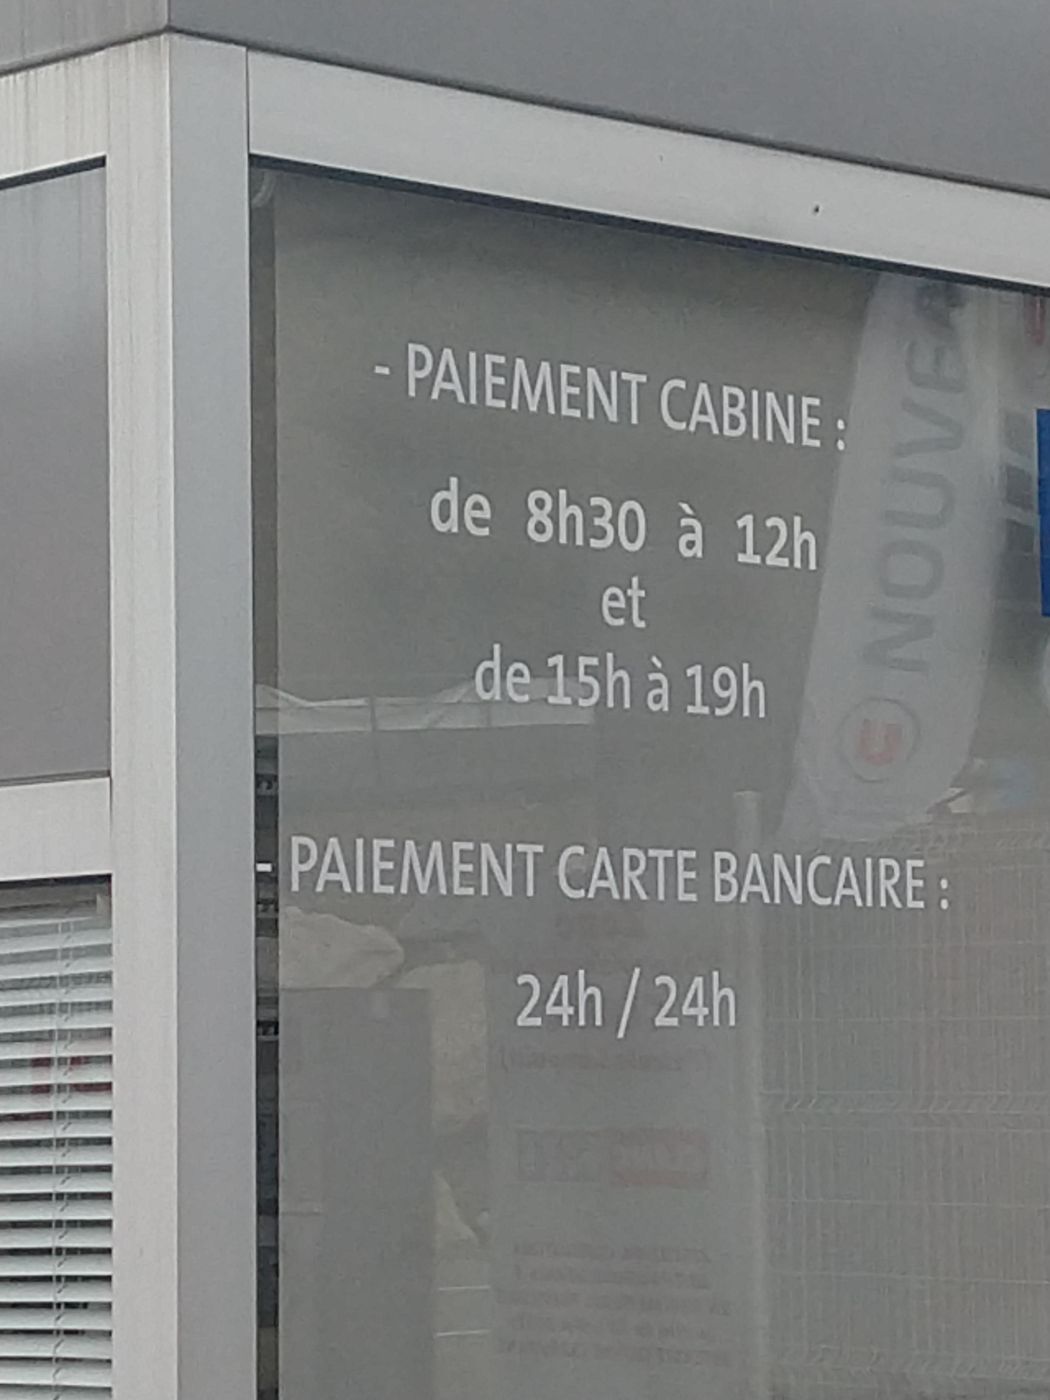 - PAIEMENT CABINE :
de 8h30 à 12h
et
de 15h à 19h
- PAIEMENT CARTE BANCAIRE :
24h / 24h
U NOUVEA